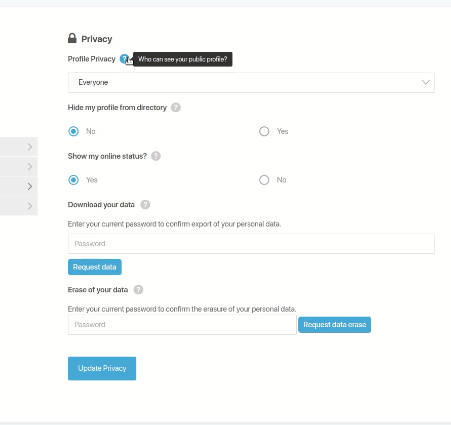 Privacy
Profile Privacy ? Who can see your public profile?
Everyone
Hide my profile from directory ?
No Yes
Show my online status? ?
Yes No
Download your data ?
Enter your current password to confirm export of your personal data.
Password
Request data
Erase of your data ?
Enter your current password to confirm the erasure of your personal data.
Password Request data erase
Update Privacy